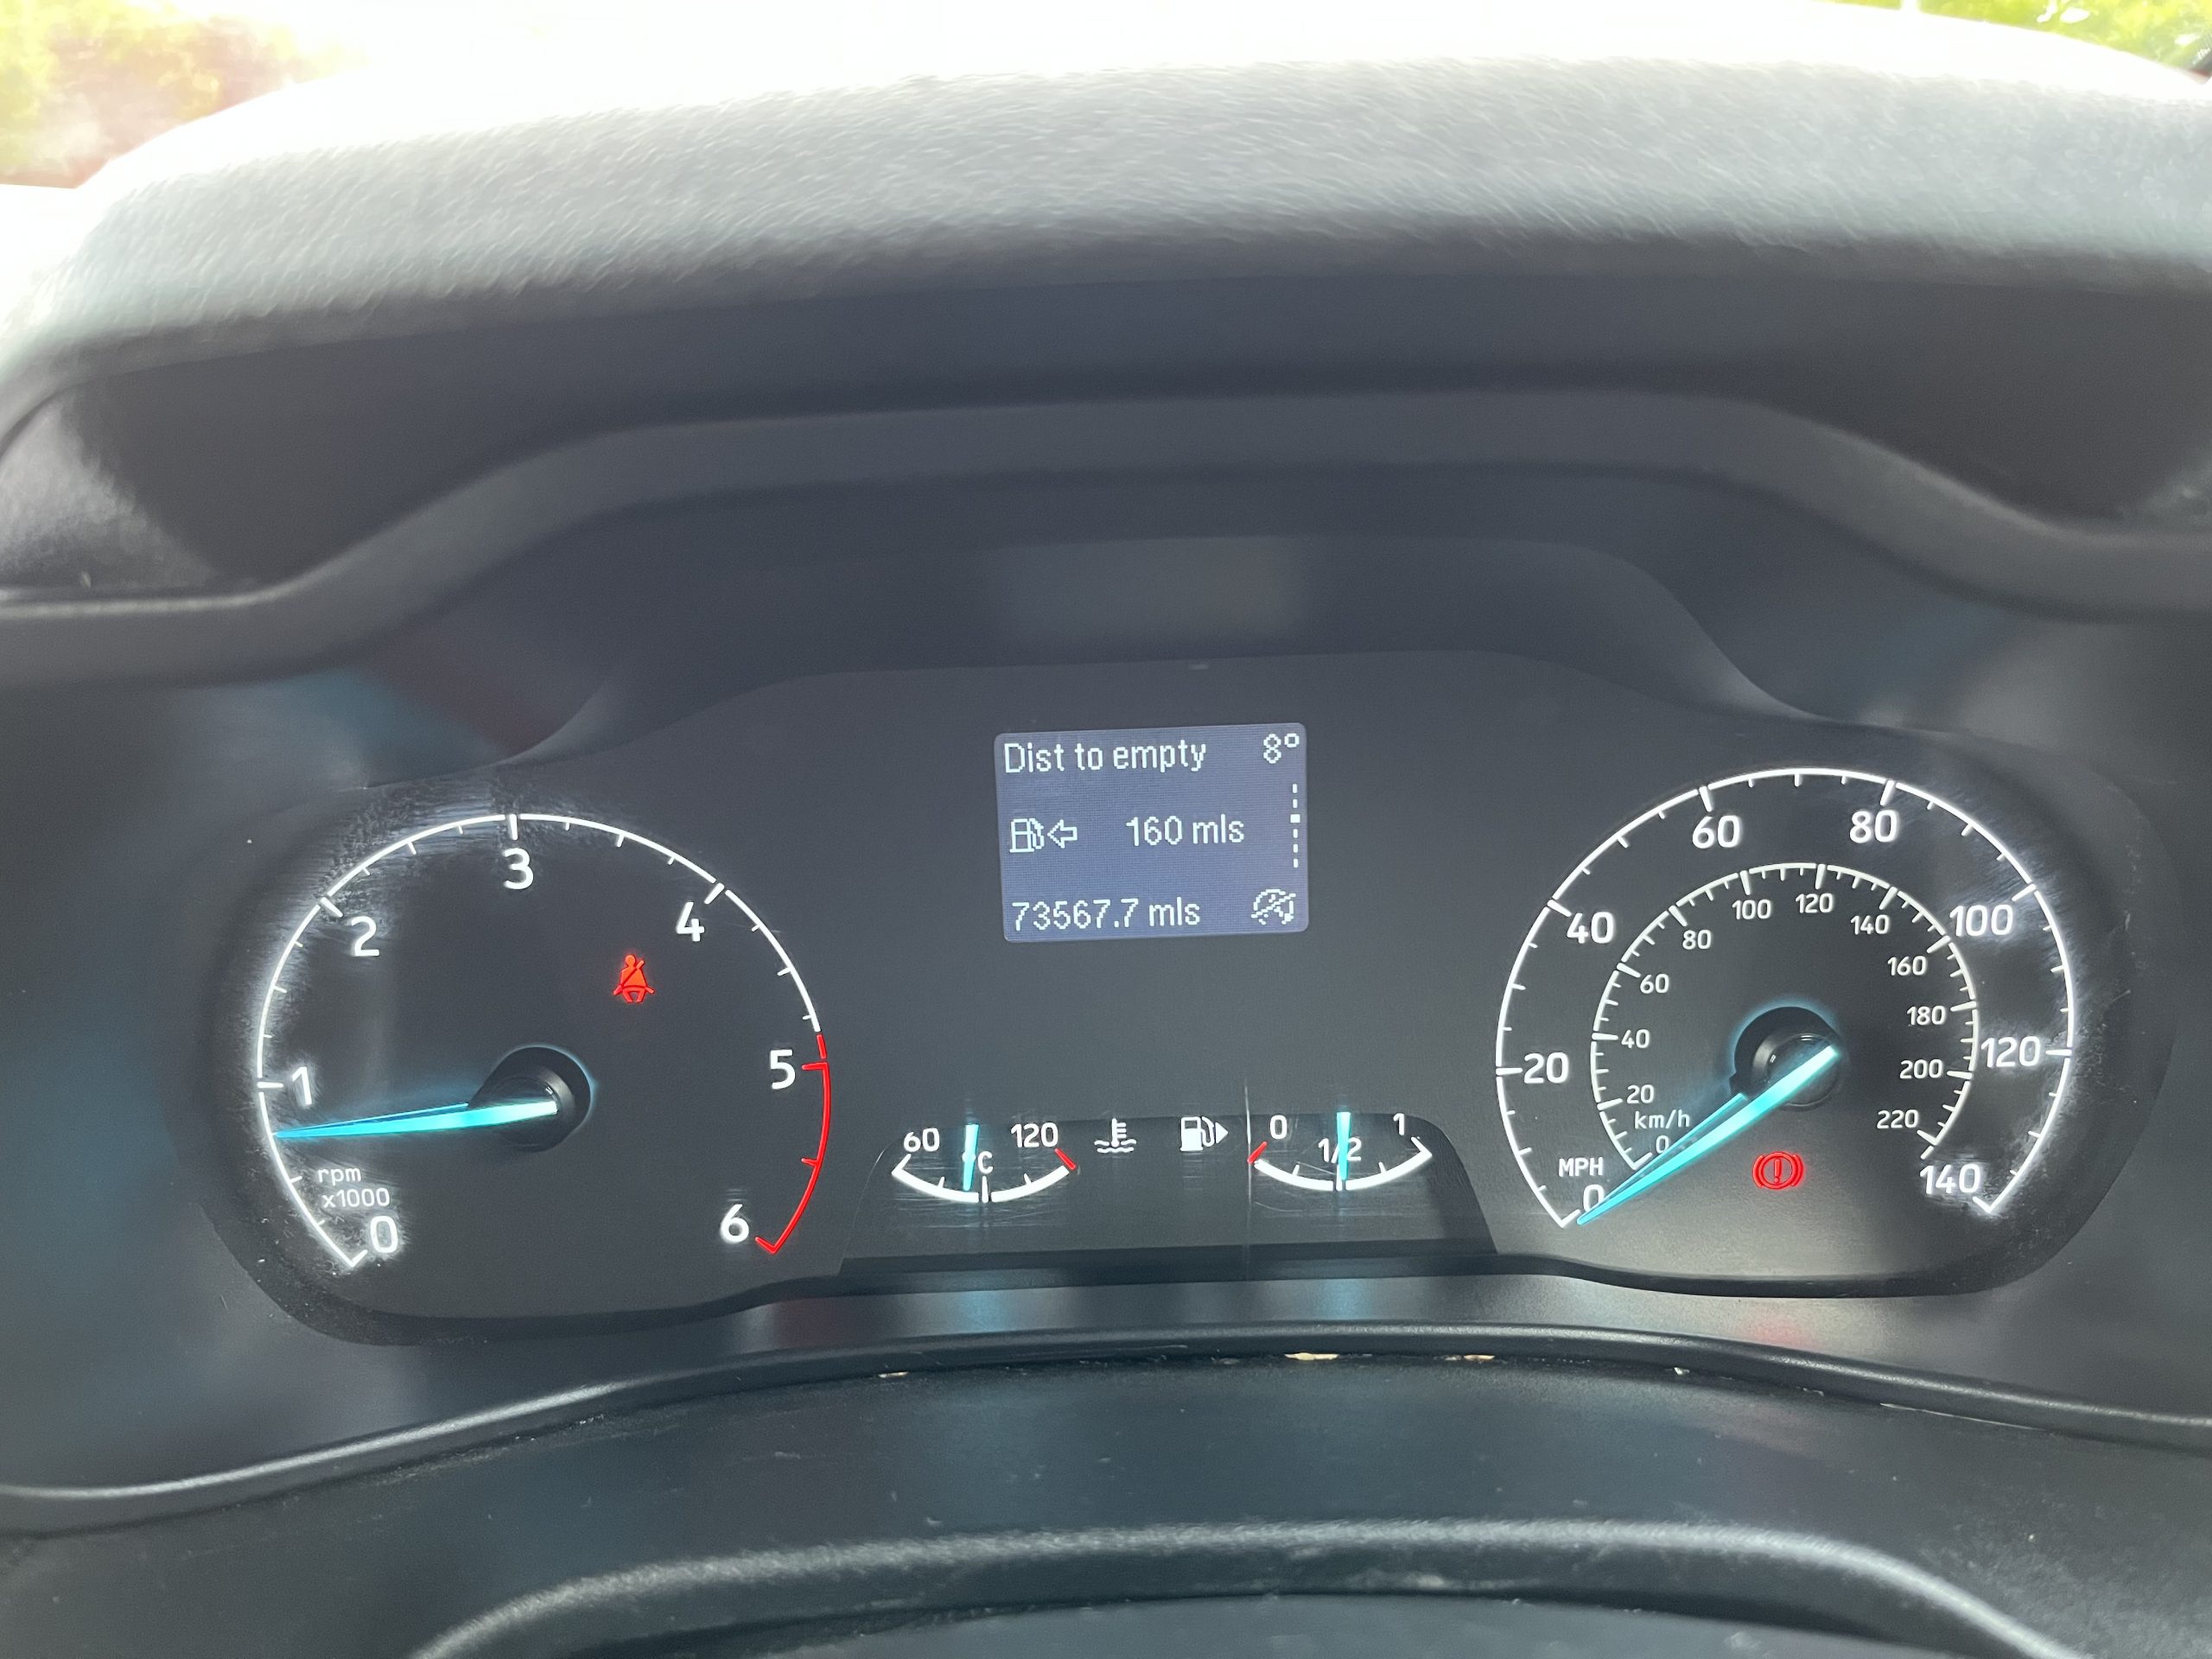 Dist to empty 8°
160 mls
73567.7 mls
0 1 2 3 4 5 6
rpm
x1000
60 120
°C
0 1/2 1
0 20 40 60 80 100 120 140
MPH
0 20 40 60 80 100 120 140 160 180 200 220
km/h